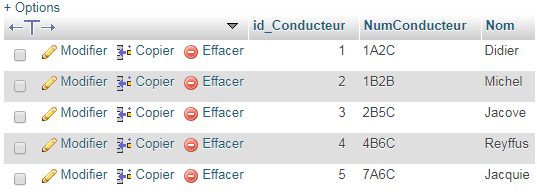 + Options
id_Conducteur NumConducteur Nom
Modifier Copier Effacer 1 1A2C Didier
Modifier Copier Effacer 2 1B2B Michel
Modifier Copier Effacer 3 2B5C Jacove
Modifier Copier Effacer 4 4B6C Reyffus
Modifier Copier Effacer 5 7A6C Jacquie